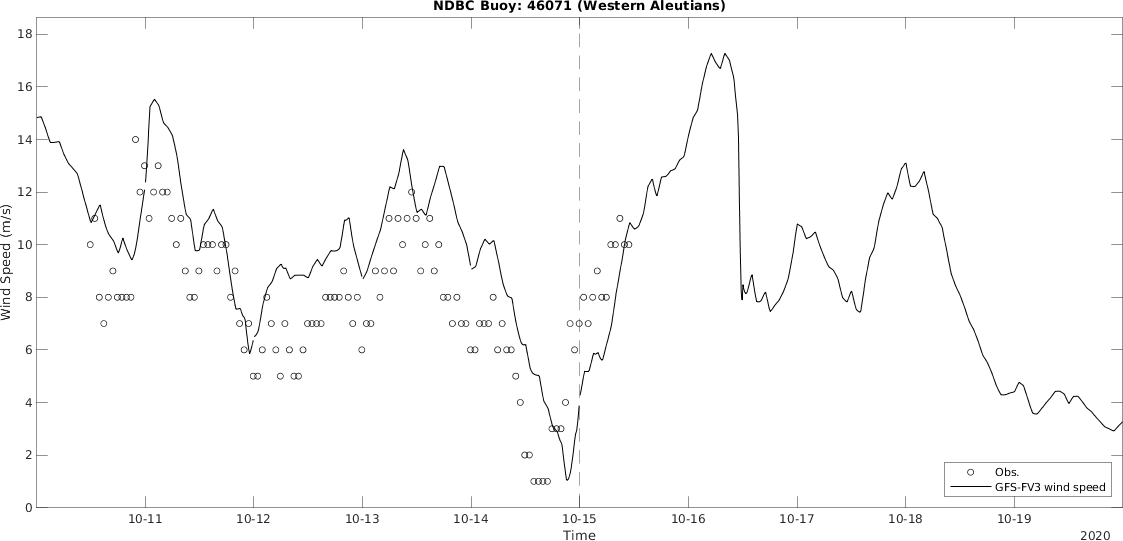 NDBC Buoy: 46071 (Western Aleutians)
Wind Speed (m/s)
18
16
14
12
10
8
6
4
2
0
10-11 10-12 10-13 10-14 10-15 10-16 10-17 10-18 10-19
Time
2020
Obs.
GFS-FV3 wind speed